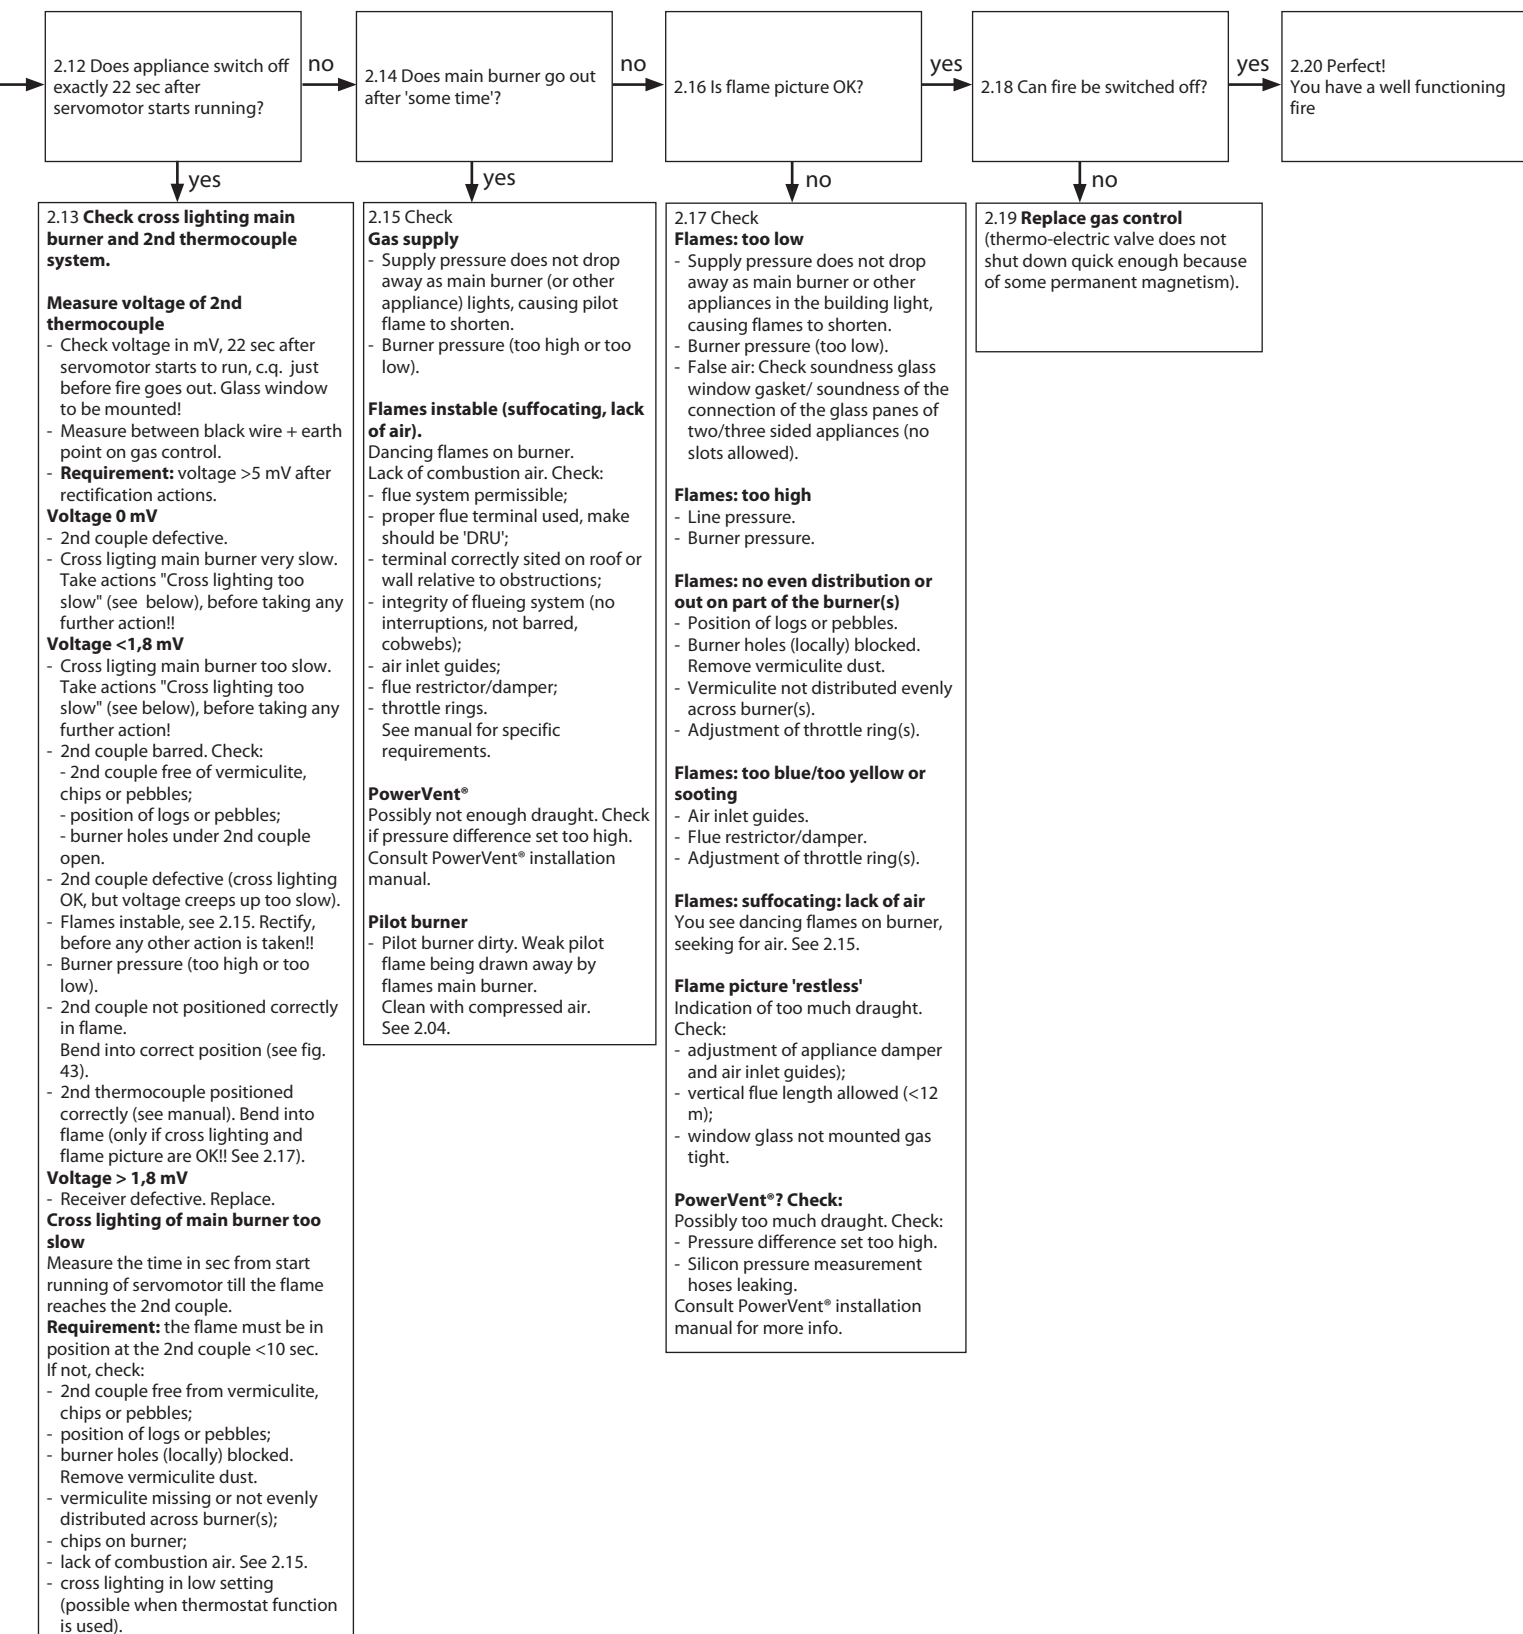 2.12 Does appliance switch off
exactly 22 sec after
servomotor starts running?
no
2.14 Does main burner go out
after 'some time'?
no
2.16 Is flame picture OK?
yes
2.18 Can fire be switched off?
yes
2.20 Perfect!
You have a well functioning
fire
yes
yes
no
no
2.13 Check cross lighting main
burner and 2nd thermocouple
system.
Measure voltage of 2nd
thermocouple
- Check voltage in mV, 22 sec after
servomotor starts to run, c.q. just
before fire goes out. Glass window
to be mounted!
- Measure between black wire + earth
point on gas control.
- Requirement: voltage >5 mV after
rectification actions.
Voltage 0 mV
- 2nd couple defective.
- Cross ligting main burner very slow.
Take actions "Cross lighting too
slow" (see below), before taking any
further action!!
Voltage <1,8 mV
- Cross ligting main burner too slow.
Take actions "Cross lighting too
slow" (see below), before taking any
further action!
- 2nd couple barred. Check:
- 2nd couple free of vermiculite,
chips or pebbles;
- position of logs or pebbles;
- burner holes under 2nd couple
open.
- 2nd couple defective (cross lighting
OK, but voltage creeps up too slow).
- Flames instable, see 2.15. Rectify,
before any other action is taken!!
- Burner pressure (too high or too
low).
- 2nd couple not positioned correctly
in flame.
Bend into correct position (see fig.
43).
- 2nd thermocouple positioned
correctly (see manual). Bend into
flame (only if cross lighting and
flame picture are OK!! See 2.17).
Voltage > 1,8 mV
- Receiver defective. Replace.
Cross lighting of main burner too
slow
Measure the time in sec from start
running of servomotor till the flame
reaches the 2nd couple.
Requirement: the flame must be in
position at the 2nd couple <10 sec.
If not, check:
- 2nd couple free from vermiculite,
chips or pebbles;
- position of logs or pebbles;
- burner holes (locally) blocked.
Remove vermiculite dust.
- vermiculite missing or not evenly
distributed across burner(s);
- chips on burner;
- lack of combustion air. See 2.15.
- cross lighting in low setting
(possible when thermostat function
is used).
2.15 Check
Gas supply
- Supply pressure does not drop
away as main burner (or other
appliance) lights, causing pilot
flame to shorten.
- Burner pressure (too high or too
low).
Flames instable (suffocating, lack
of air).
Dancing flames on burner.
Lack of combustion air. Check:
- flue system permissible;
- proper flue terminal used, make
should be 'DRU';
- terminal correctly sited on roof or
wall relative to obstructions;
- integrity of flueing system (no
interruptions, not barred,
cobwebs);
- air inlet guides;
- flue restrictor/damper;
- throttle rings.
See manual for specific
requirements.
PowerVent®
Possibly not enough draught. Check
if pressure difference set too high.
Consult PowerVent® installation
manual.
Pilot burner
- Pilot burner dirty. Weak pilot
flame being drawn away by
flames main burner.
Clean with compressed air.
See 2.04.
2.17 Check
Flames: too low
- Supply pressure does not drop
away as main burner or other
appliances in the building light,
causing flames to shorten.
- Burner pressure (too low).
- False air: Check soundness glass
window gasket/ soundness of the
connection of the glass panes of
two/three sided appliances (no
slots allowed).
Flames: too high
- Line pressure.
- Burner pressure.
Flames: no even distribution or
out on part of the burner(s)
- Position of logs or pebbles.
- Burner holes (locally) blocked.
Remove vermiculite dust.
- Vermiculite not distributed evenly
across burner(s).
- Adjustment of throttle ring(s).
Flames: too blue/too yellow or
sooting
- Air inlet guides.
- Flue restrictor/damper.
- Adjustment of throttle ring(s).
Flames: suffocating: lack of air
You see dancing flames on burner,
seeking for air. See 2.15.
Flame picture 'restless'
Indication of too much draught.
Check:
- adjustment of appliance damper
and air inlet guides);
- vertical flue length allowed (<12
m);
- window glass not mounted gas
tight.
PowerVent®? Check:
Possibly too much draught. Check:
- Pressure difference set too high.
- Silicon pressure measurement
hoses leaking.
Consult PowerVent® installation
manual for more info.
2.19 Replace gas control
(thermo-electric valve does not
shut down quick enough because
of some permanent magnetism).